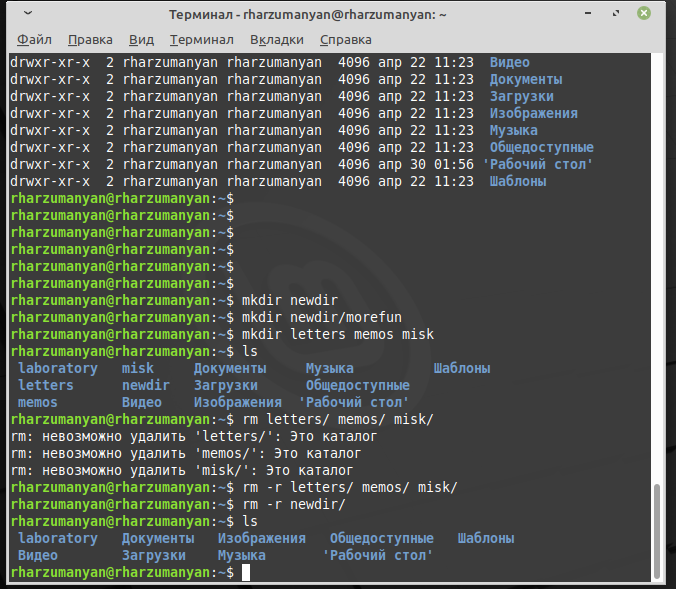 Терминал - rharzumanyan@rharzumanyan: ~
Файл Правка Вид Терминал Вкладки Справка
drwxr-xr-x  2 rharzumanyan rharzumanyan  4096 апр 22 11:23  Видео
drwxr-xr-x  2 rharzumanyan rharzumanyan  4096 апр 22 11:23  Документы
drwxr-xr-x  2 rharzumanyan rharzumanyan  4096 апр 22 11:23  Загрузки
drwxr-xr-x  2 rharzumanyan rharzumanyan  4096 апр 22 11:23  Изображения
drwxr-xr-x  2 rharzumanyan rharzumanyan  4096 апр 22 11:23  Музыка
drwxr-xr-x  2 rharzumanyan rharzumanyan  4096 апр 22 11:23  Общедоступные
drwxr-xr-x  2 rharzumanyan rharzumanyan  4096 апр 30 01:56 'Рабочий стол'
drwxr-xr-x  2 rharzumanyan rharzumanyan  4096 апр 22 11:23  Шаблоны
rharzumanyan@rharzumanyan:~$
rharzumanyan@rharzumanyan:~$
rharzumanyan@rharzumanyan:~$
rharzumanyan@rharzumanyan:~$
rharzumanyan@rharzumanyan:~$
rharzumanyan@rharzumanyan:~$
rharzumanyan@rharzumanyan:~$ mkdir newdir
rharzumanyan@rharzumanyan:~$ mkdir newdir/morefun
rharzumanyan@rharzumanyan:~$ mkdir letters memos misk
rharzumanyan@rharzumanyan:~$ ls
laboratory   misk     Документы     Музыка          Шаблоны
letters      newdir   Загрузки      Общедоступные
memos        Видео    Изображения  'Рабочий стол'
rharzumanyan@rharzumanyan:~$ rm letters/ memos/ misk/
rm: невозможно удалить 'letters/': Это каталог
rm: невозможно удалить 'memos/': Это каталог
rm: невозможно удалить 'misk/': Это каталог
rharzumanyan@rharzumanyan:~$ rm -r letters/ memos/ misk/
rharzumanyan@rharzumanyan:~$ rm -r newdir/
rharzumanyan@rharzumanyan:~$ ls
laboratory   Документы   Изображения   Общедоступные   Шаблоны
Видео        Загрузки    Музыка       'Рабочий стол'
rharzumanyan@rharzumanyan:~$